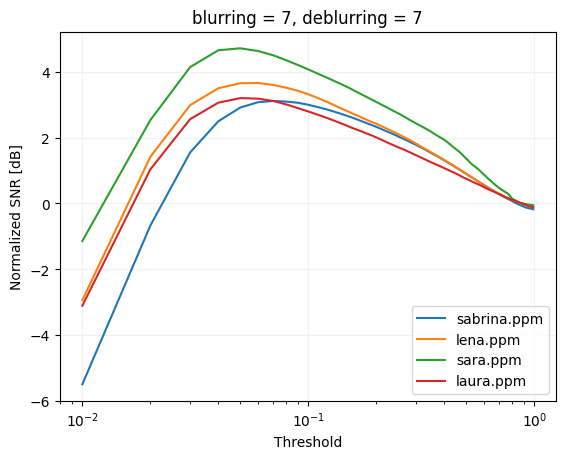 blurring = 7, deblurring = 7
Normalized SNR [dB]
4
2
0
−2
−4
−6
10⁻²
10⁻¹
10⁰
Threshold
sabrina.ppm
lena.ppm
sara.ppm
laura.ppm